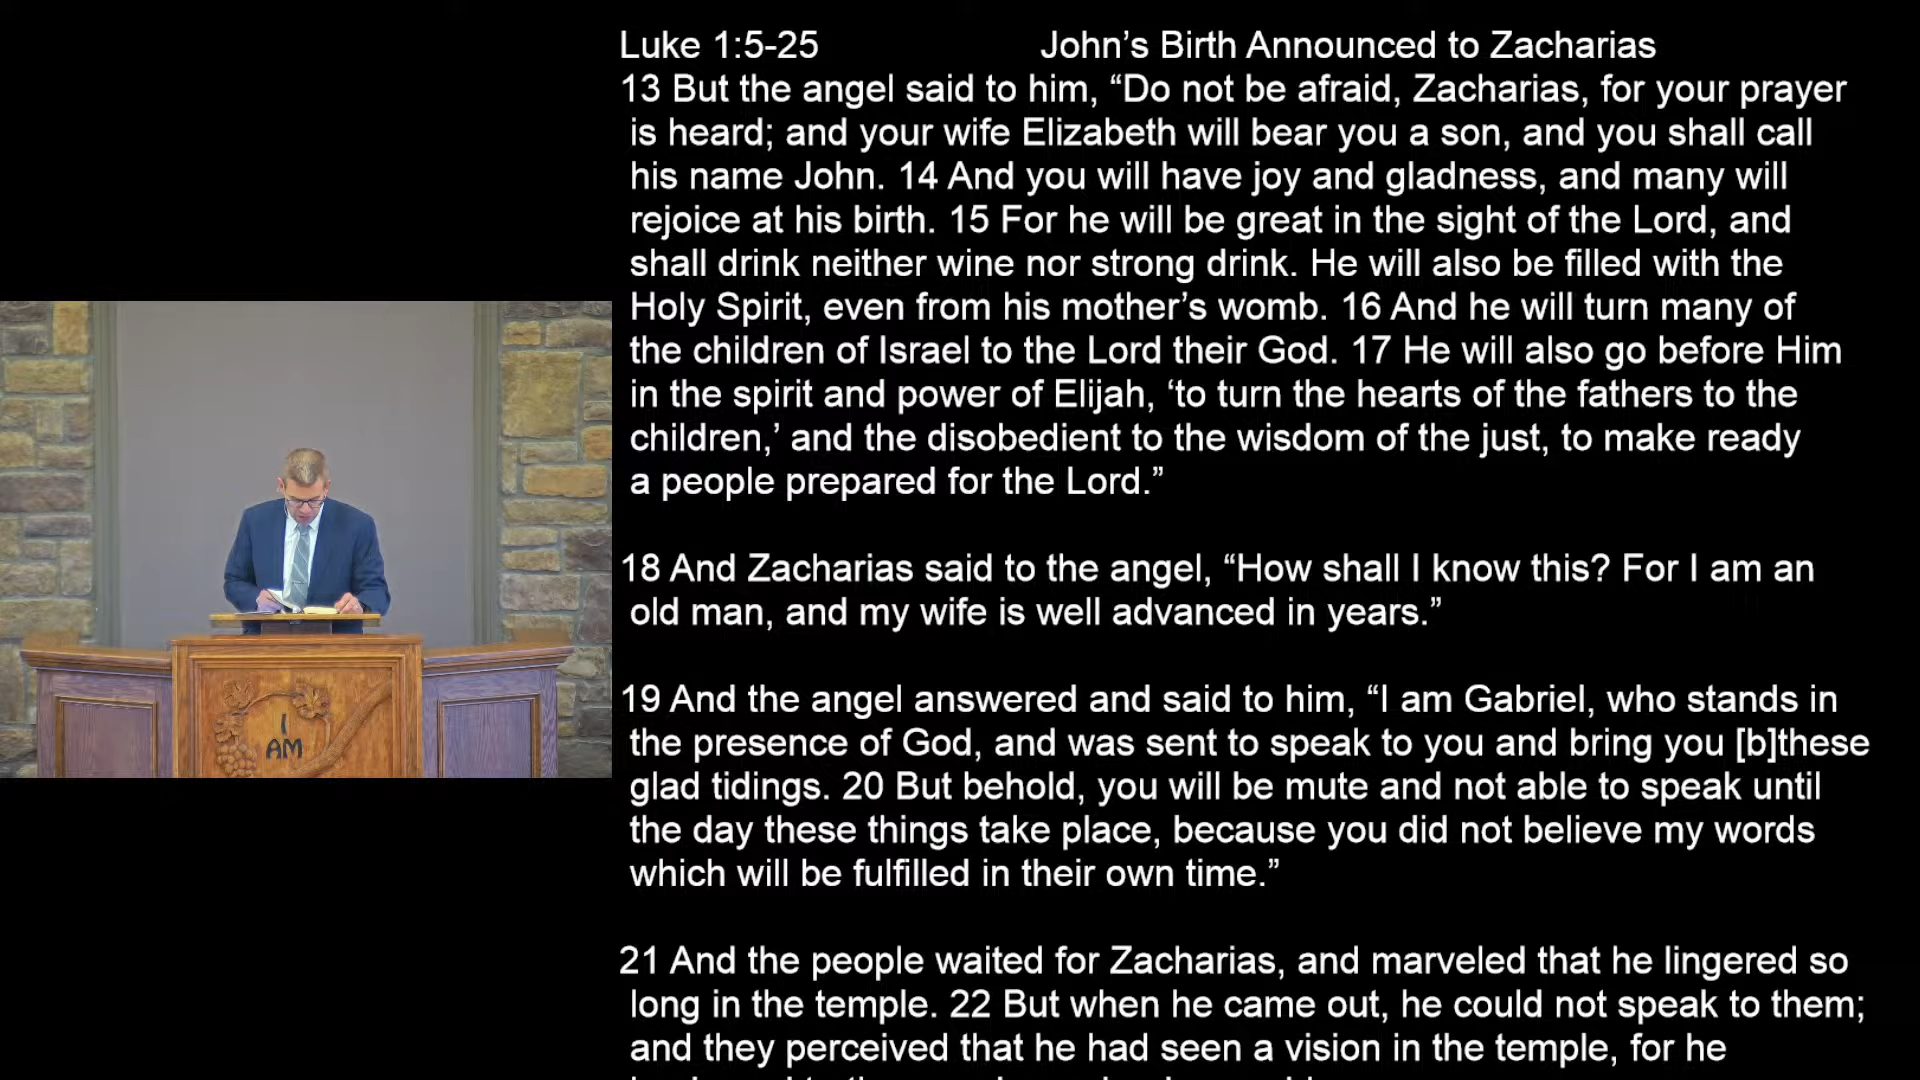 Luke 1:5-25 John’s Birth Announced to Zacharias
13 But the angel said to him, “Do not be afraid, Zacharias, for your prayer
is heard; and your wife Elizabeth will bear you a son, and you shall call
his name John. 14 And you will have joy and gladness, and many will
rejoice at his birth. 15 For he will be great in the sight of the Lord, and
shall drink neither wine nor strong drink. He will also be filled with the
Holy Spirit, even from his mother’s womb. 16 And he will turn many of
the children of Israel to the Lord their God. 17 He will also go before Him
in the spirit and power of Elijah, ‘to turn the hearts of the fathers to the
children,’ and the disobedient to the wisdom of the just, to make ready
a people prepared for the Lord.”
18 And Zacharias said to the angel, “How shall I know this? For I am an
old man, and my wife is well advanced in years.”
19 And the angel answered and said to him, “I am Gabriel, who stands in
the presence of God, and was sent to speak to you and bring you [b]these
glad tidings. 20 But behold, you will be mute and not able to speak until
the day these things take place, because you did not believe my words
which will be fulfilled in their own time.”
21 And the people waited for Zacharias, and marveled that he lingered so
long in the temple. 22 But when he came out, he could not speak to them;
and they perceived that he had seen a vision in the temple, for he
I
AM